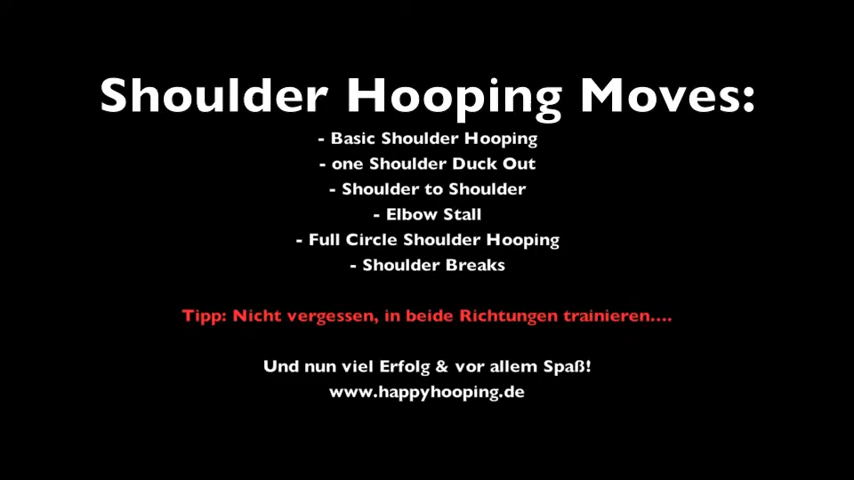 Shoulder Hooping Moves:
- Basic Shoulder Hooping
- one Shoulder Duck Out
- Shoulder to Shoulder
- Elbow Stall
- Full Circle Shoulder Hooping
- Shoulder Breaks
Tipp: Nicht vergessen, in beide Richtungen trainieren....
Und nun viel Erfolg & vor allem Spaß!
www.happyhooping.de